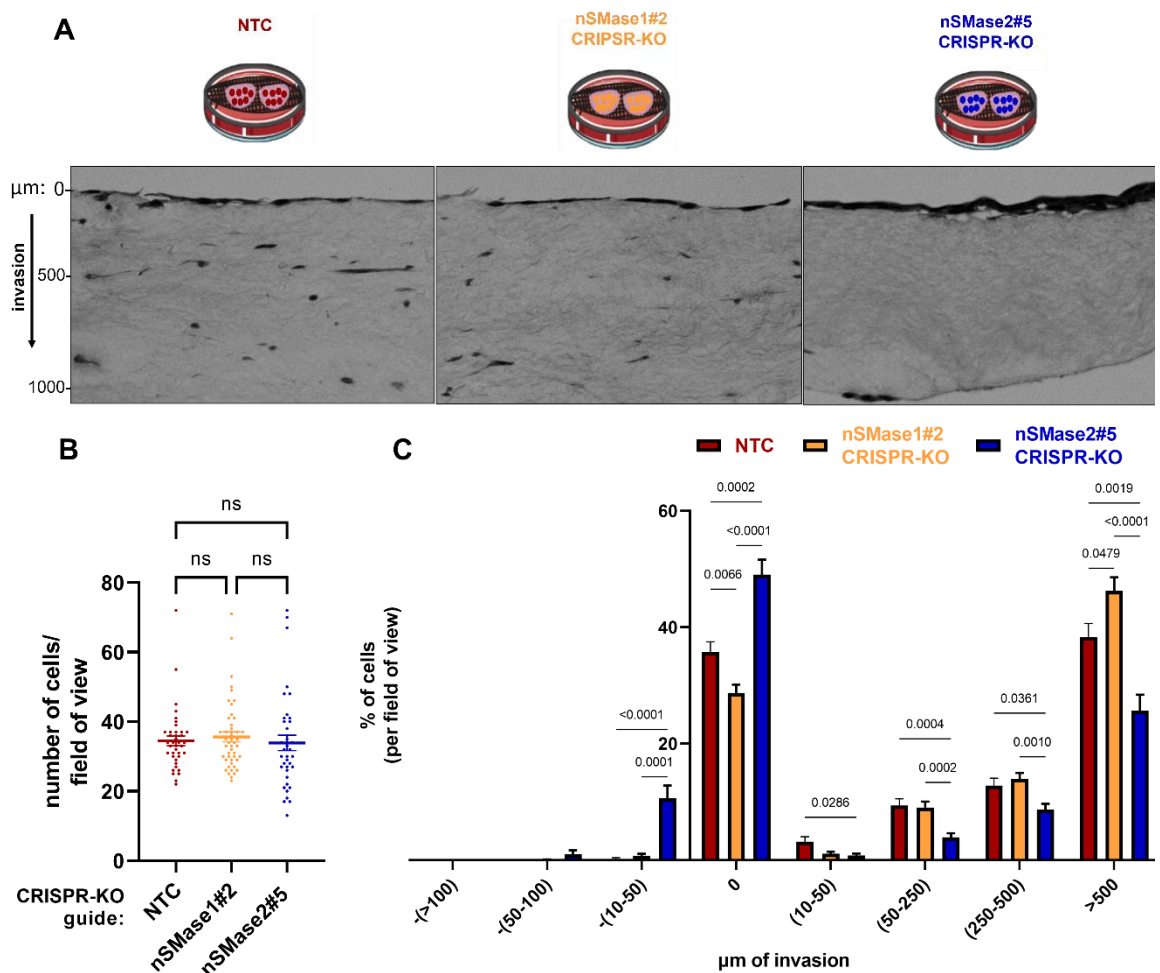 A
NTC
nSMase1#2
CRIPSR-KO
nSMase2#5
CRISPR-KO
µm: 0
invasion
500
1000
B
ns
ns
ns
80
60
40
20
0
number of cells/
field of view
CRISPR-KO
guide:
NTC
nSMase1#2
nSMase2#5
C
NTC
nSMase1#2
CRISPR-KO
nSMase2#5
CRISPR-KO
% of cells
(per field of view)
60
40
20
<0.0001
0.0001
0.0002
<0.0001
0.0066
0.0286
0.0004
0.0002
0.0361
0.0010
0.0019
<0.0001
0.0479
-(>100)
-(50-100)
-(10-50)
0
(10-50)
(50-250)
(250-500)
>500
µm of invasion